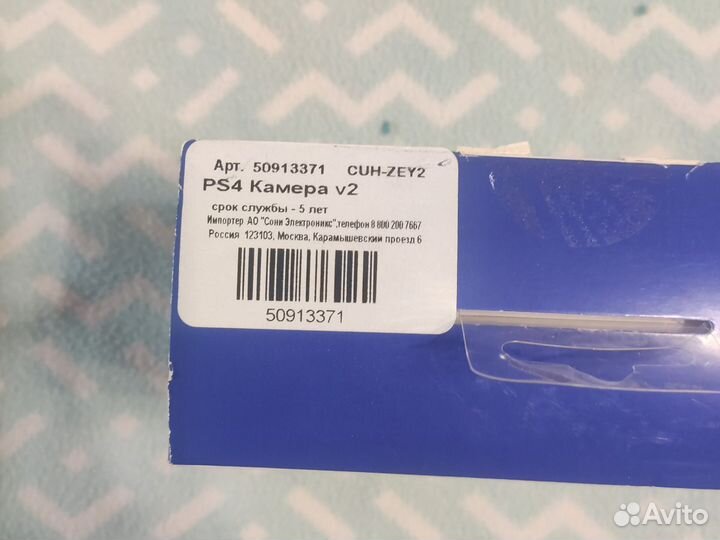 Арт. 50913371 CUH-ZEY2
PS4 Камера v2
срок службы - 5 лет
Импортер АО "Сони Электроникс",телефон 8 800 200 7667
Россия 123103, Москва, Карамышевский проезд 6
50913371
Avito